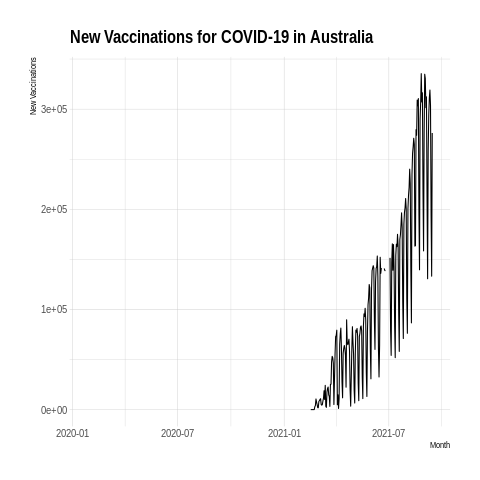 New Vaccinations for COVID-19 in Australia
New Vaccinations
3e+05
2e+05
1e+05
0e+00
2020-01 2020-07 2021-01 2021-07
Month